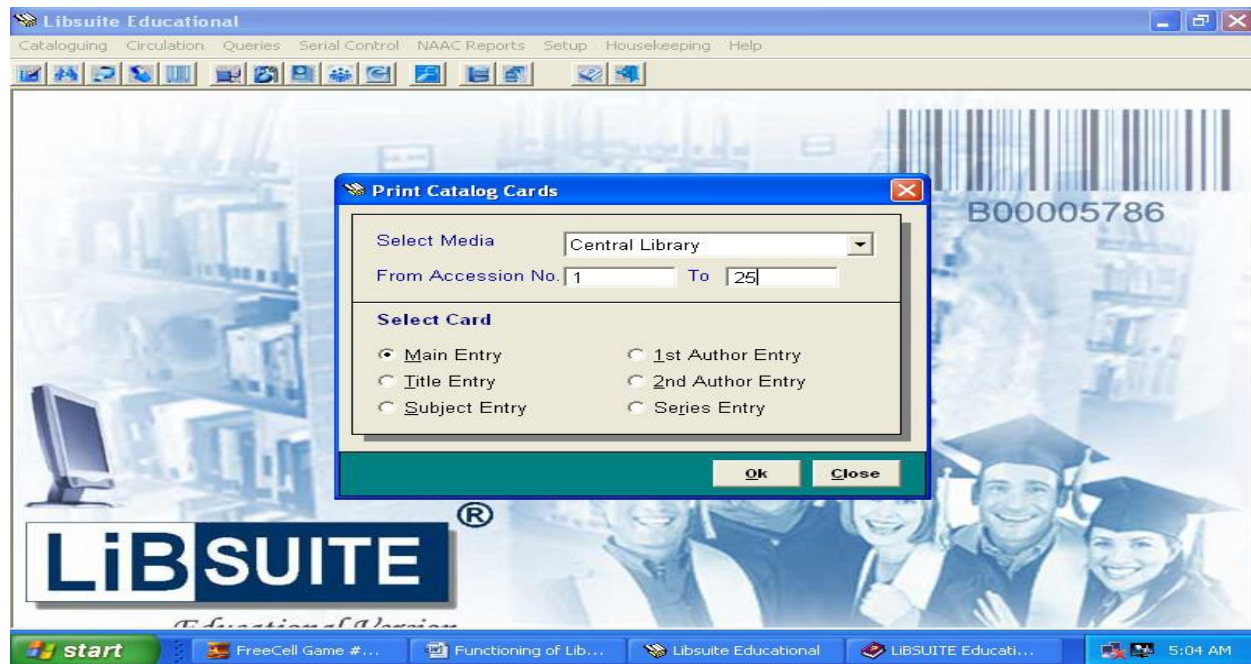 Libsuite Educational
Cataloguing Circulation Queries Serial Control NAAC Reports Setup Housekeeping Help
B00005786
Print Catalog Cards
Select Media Central Library
From Accession No. 1 To 25
Select Card
Main Entry 1st Author Entry
Title Entry 2nd Author Entry
Subject Entry Series Entry
Ok Close
LiBSUITE ®
Educational Version
start FreeCell Game #... Functioning of Lib... Libsuite Educational LiBSUITE Educati... 5:04 AM